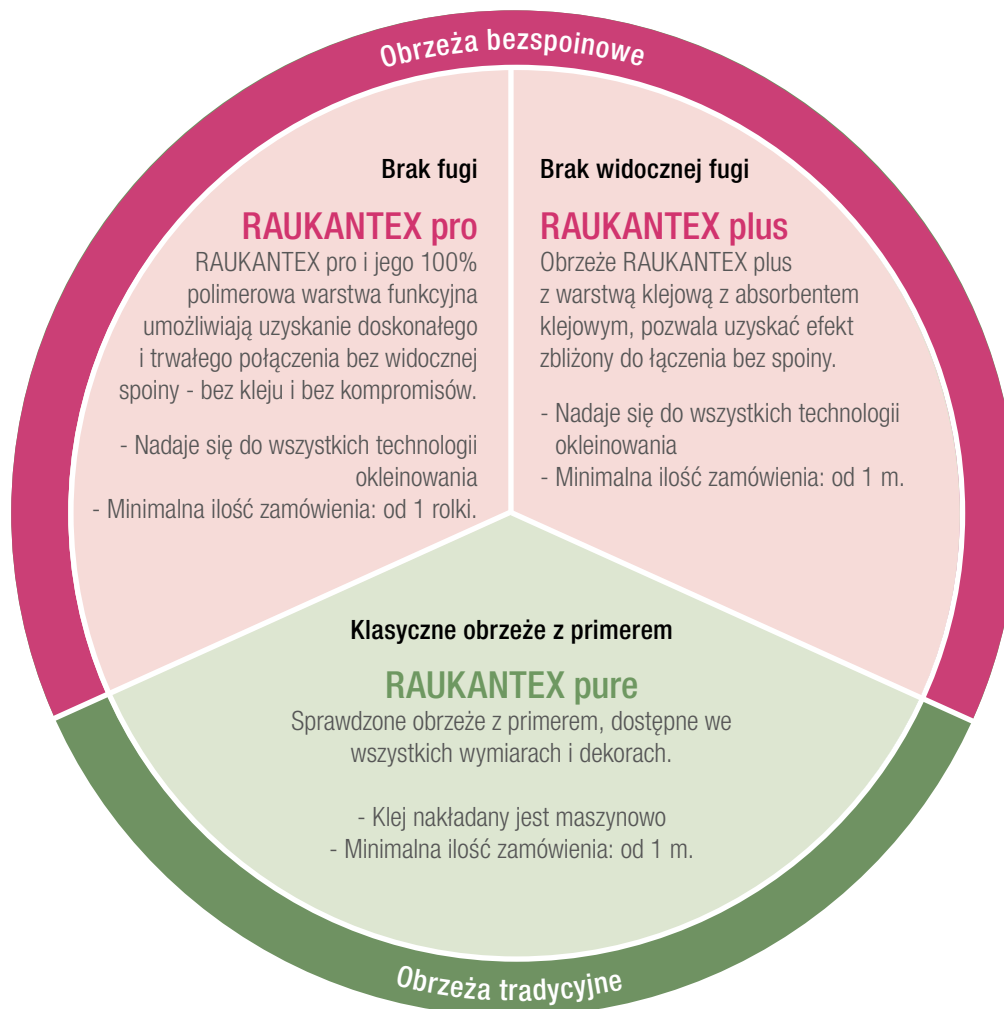 Obrzeża bezspoinowe
Brak fugi
RAUKANTEX pro
RAUKANTEX pro i jego 100%
polimerowa warstwa funkcyjna
umożliwiają uzyskanie doskonałego
i trwałego połączenia bez widocznej
spoiny - bez kleju i bez kompromisów.
- Nadaje się do wszystkich technologii
okleinowania
- Minimalna ilość zamówienia: od 1 rolki.
Brak widocznej fugi
RAUKANTEX plus
Obrzeże RAUKANTEX plus
z warstwą klejową z absorbentem
klejowym, pozwala uzyskać efekt
zbliżony do łączenia bez spoiny.
- Nadaje się do wszystkich technologii
okleinowania
- Minimalna ilość zamówienia: od 1 m.
Klasyczne obrzeże z primerem
RAUKANTEX pure
Sprawdzone obrzeże z primerem, dostępne we
wszystkich wymiarach i dekorach.
- Klej nakładany jest maszynowo
- Minimalna ilość zamówienia: od 1 m.
Obrzeża tradycyjne